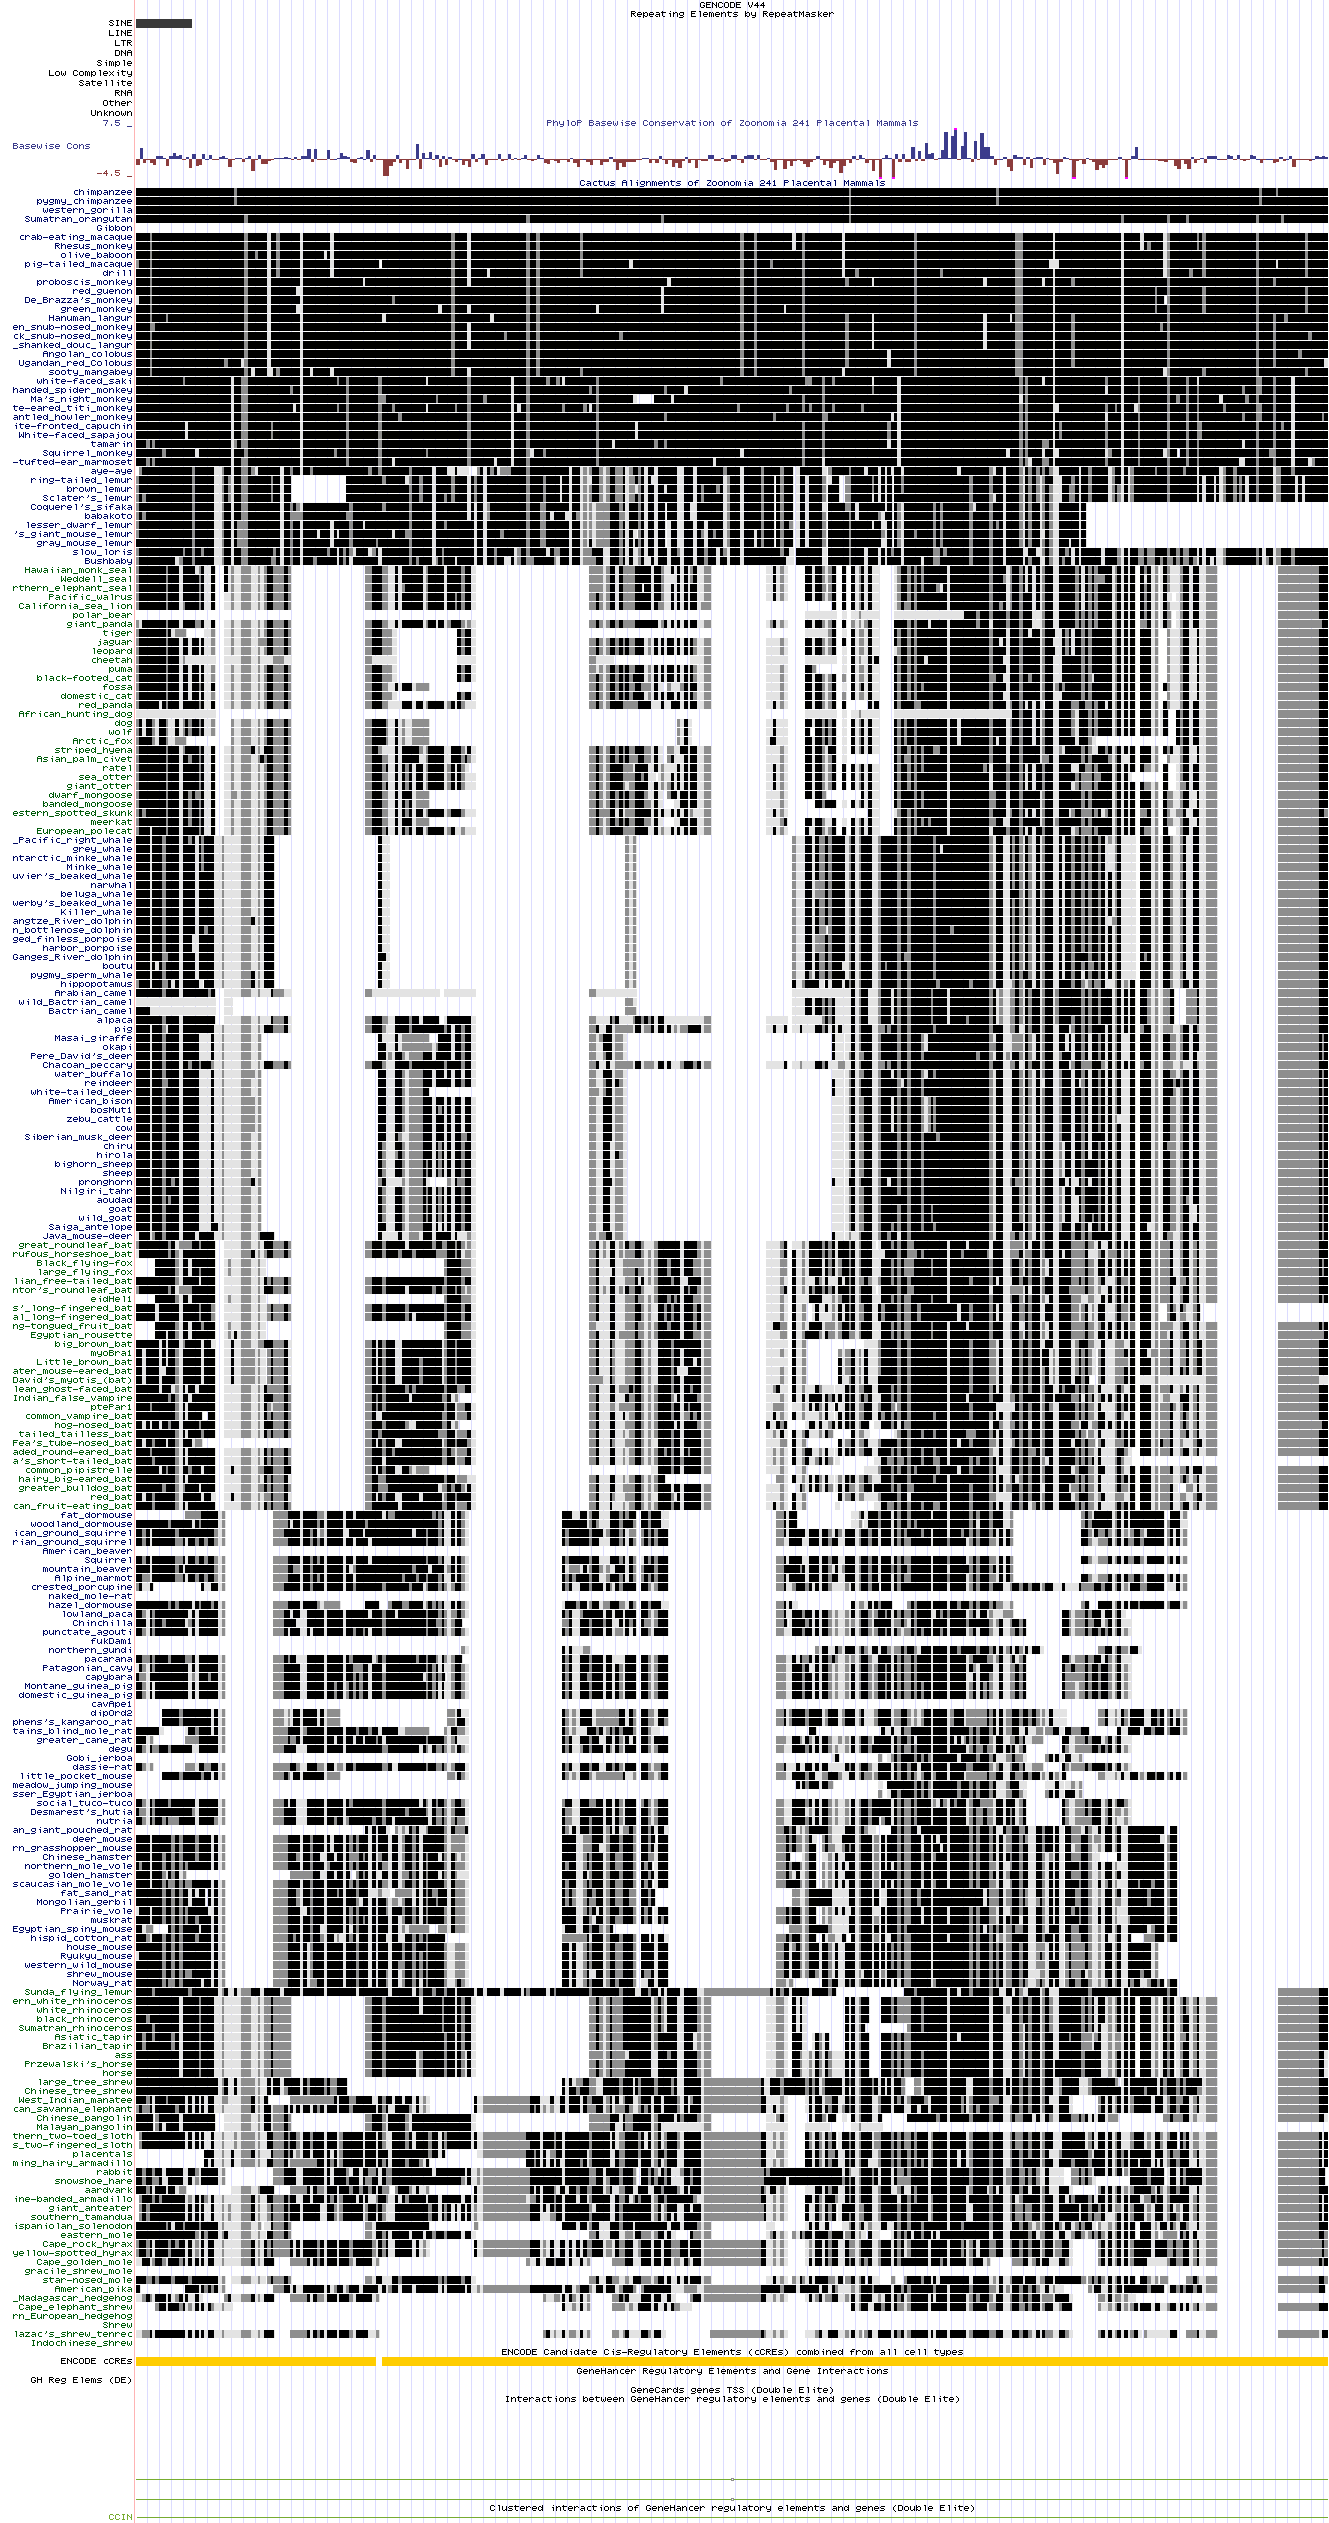 GENCODE V44
Repeating Elements by RepeatMasker
SINE
LINE
LTR
DNA
Simple
Low Complexity
Satellite
RNA
Other
Unknown
7.5 _
PhyloP Basewise Conservation of Zoonomia 241 Placental Mammals
Basewise Cons
-4.5 _
Cactus Alignments of Zoonomia 241 Placental Mammals
chimpanzee
pygmy_chimpanzee
western_gorilla
Sumatran_orangutan
Gibbon
crab-eating_macaque
Rhesus_monkey
olive_baboon
pig-tailed_macaque
drill
proboscis_monkey
red_guenon
De_Brazza's_monkey
green_monkey
Hanuman_langur
en_snub-nosed_monkey
ck_snub-nosed_monkey
_shanked_douc_langur
Angolan_colobus
Ugandan_red_Colobus
sooty_mangabey
white-faced_saki
handed_spider_monkey
Ma's_night_monkey
te-eared_titi_monkey
antled_howler_monkey
ite-fronted_capuchin
White-faced_sapajou
tamarin
Squirrel_monkey
-tufted-ear_marmoset
aye-aye
ring-tailed_lemur
brown_lemur
Sclater's_lemur
Coquerel's_sifaka
babakoto
lesser_dwarf_lemur
's_giant_mouse_lemur
gray_mouse_lemur
slow_loris
Bushbaby
Hawaiian_monk_seal
Weddell_seal
rthern_elephant_seal
Pacific_walrus
California_sea_lion
polar_bear
giant_panda
tiger
jaguar
leopard
cheetah
puma
black-footed_cat
fossa
domestic_cat
red_panda
African_hunting_dog
dog
wolf
Arctic_fox
striped_hyena
Asian_palm_civet
ratel
sea_otter
giant_otter
dwarf_mongoose
banded_mongoose
estern_spotted_skunk
meerkat
European_polecat
_Pacific_right_whale
grey_whale
ntarctic_minke_whale
Minke_whale
uvier's_beaked_whale
narwhal
beluga_whale
werby's_beaked_whale
Killer_whale
angtze_River_dolphin
n_bottlenose_dolphin
ged_finless_porpoise
harbor_porpoise
Ganges_River_dolphin
boutu
pygmy_sperm_whale
hippopotamus
Arabian_camel
wild_Bactrian_camel
Bactrian_camel
alpaca
pig
Masai_giraffe
okapi
Pere_David's_deer
Chacoan_peccary
water_buffalo
reindeer
white-tailed_deer
American_bison
bosMut1
zebu_cattle
cow
Siberian_musk_deer
chiru
hirola
bighorn_sheep
sheep
pronghorn
Nilgiri_tahr
aoudad
goat
wild_goat
Saiga_antelope
Java_mouse-deer
great_roundleaf_bat
rufous_horseshoe_bat
Black_flying-fox
large_flying_fox
lian_free-tailed_bat
ntor's_roundleaf_bat
eidHel1
s'_long-fingered_bat
al_long-fingered_bat
ng-tongued_fruit_bat
Egyptian_rousette
big_brown_bat
myoBra1
Little_brown_bat
ater_mouse-eared_bat
David's_myotis_(bat)
lean_ghost-faced_bat
Indian_false_vampire
ptePar1
common_vampire_bat
hog-nosed_bat
tailed_tailless_bat
Fea's_tube-nosed_bat
aded_round-eared_bat
a's_short-tailed_bat
common_pipistrelle
hairy_big-eared_bat
greater_bulldog_bat
red_bat
can_fruit-eating_bat
fat_dormouse
woodland_dormouse
ican_ground_squirrel
rian_ground_squirrel
American_beaver
Squirrel
mountain_beaver
Alpine_marmot
crested_porcupine
naked_mole-rat
hazel_dormouse
lowland_paca
Chinchilla
punctate_agouti
fukDam1
northern_gundi
pacarana
Patagonian_cavy
capybara
Montane_guinea_pig
domestic_guinea_pig
cavApe1
dipOrd2
phens's_kangaroo_rat
tains_blind_mole_rat
greater_cane_rat
degu
Gobi_jerboa
dassie-rat
little_pocket_mouse
meadow_jumping_mouse
sser_Egyptian_jerboa
social_tuco-tuco
Desmarest's_hutia
nutria
an_giant_pouched_rat
deer_mouse
rn_grasshopper_mouse
Chinese_hamster
northern_mole_vole
golden_hamster
scaucasian_mole_vole
fat_sand_rat
Mongolian_gerbil
Prairie_vole
muskrat
Egyptian_spiny_mouse
hispid_cotton_rat
house_mouse
Ryukyu_mouse
western_wild_mouse
shrew_mouse
Norway_rat
Sunda_flying_lemur
ern_white_rhinoceros
white_rhinoceros
black_rhinoceros
Sumatran_rhinoceros
Asiatic_tapir
Brazilian_tapir
ass
Przewalski's_horse
horse
large_tree_shrew
Chinese_tree_shrew
West_Indian_manatee
can_savanna_elephant
Chinese_pangolin
Malayan_pangolin
thern_two-toed_sloth
s_two-fingered_sloth
placentals
ming_hairy_armadillo
rabbit
snowshoe_hare
aardvark
ine-banded_armadillo
giant_anteater
southern_tamandua
ispaniolan_solenodon
eastern_mole
Cape_rock_hyrax
yellow-spotted_hyrax
Cape_golden_mole
gracile_shrew_mole
star-nosed_mole
American_pika
_Madagascar_hedgehog
Cape_elephant_shrew
rn_European_hedgehog
Shrew
lazac's_shrew_tenrec
Indochinese_shrew
ENCODE Candidate Cis-Regulatory Elements (cCREs) combined from all cell types
ENCODE cCREs
GeneHancer Regulatory Elements and Gene Interactions
GH Reg Elems (DE)
GeneCards genes TSS (Double Elite)
Interactions between GeneHancer regulatory elements and genes (Double Elite)
Clustered interactions of GeneHancer regulatory elements and genes (Double Elite)
CCIN